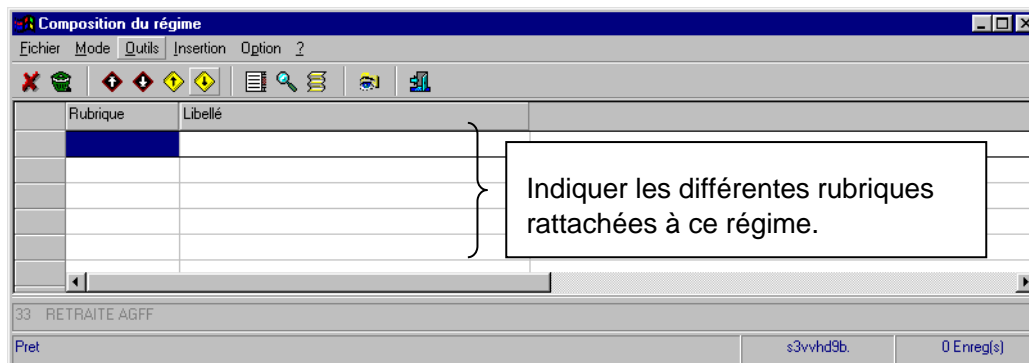 Composition du régime
Fichier Mode Outils Insertion Option ?
Rubrique Libellé
Indiquer les différentes rubriques
rattachées à ce régime.
33 RETRAITE AGFF
Pret s3vvhd9b. 0 Enreg(s)